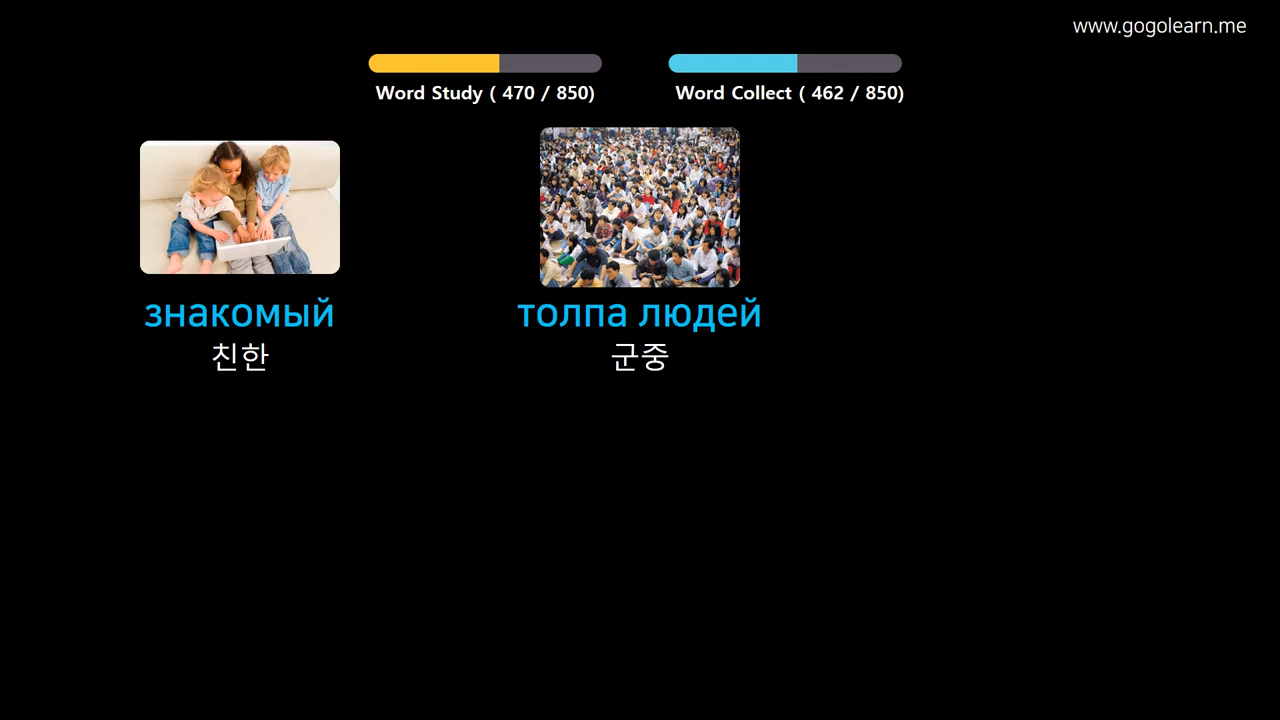 www.gogolearn.me
Word Study ( 470 / 850)
Word Collect ( 462 / 850)
знакомый
친한
толпа людей
군중